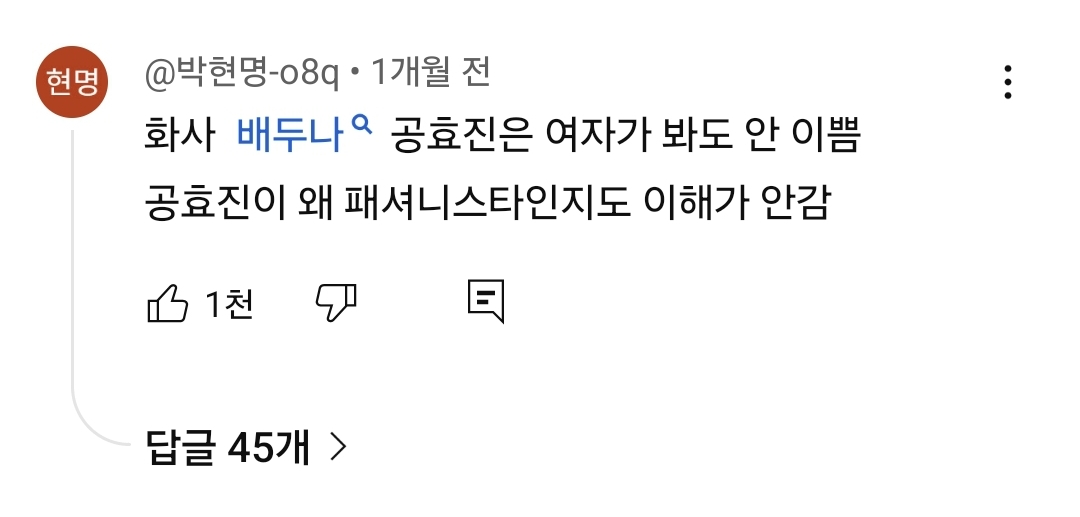 현명
@박현명-o8q • 1개월 전
화사 배두나 공효진은 여자가 봐도 안 이쁨
공효진이 왜 패셔니스타인지도 이해가 안감
1천
답글 45개